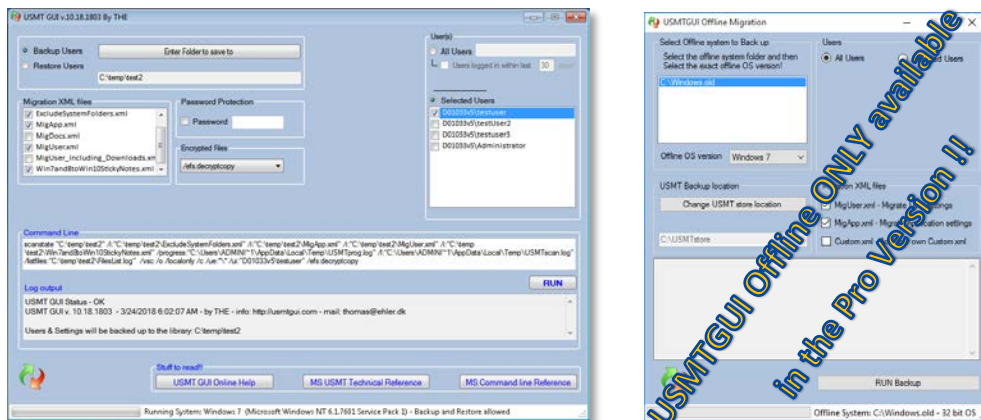 USMT GUI v.10.18.1803 By THE
Backup Users
Enter Folder to save to
Restore Users
C:\temp\test2
User(s)
All Users
Users logged in within last 30
Selected Users
D01033v5\testuser
D01033v5\testUser2
D01033v5\testuser3
D01033v5\Administrator
Migration XML files
ExcludeSystemFolders.xml
MigApp.xml
MigDocs.xml
MigUser.xml
MigUser_Including_Downloads.xm
Win7and8toWin10StickyNotes.xml
Password Protection
Password
Encrypted Files
/efs:decryptcopy
Command Line
scanstate "C:\temp\test2" /i:"C:\temp\test2\ExcludeSystemFolders.xml" /i:"C:\temp\test2\MigApp.xml" /i:"C:\temp\test2\MigUser.xml" /i:"C:\temp
\test2\Win7and8toWin10StickyNotes.xml" /progress:"C:\Users\ADMINI~1\AppData\Local\Temp\USMTprog.log" /l:"C:\Users\ADMINI~1\AppData\Local\Temp\USMTscan.log"
/listfiles:"C:\temp\test2\FilesList.log" /vsc /o /localonly /c /ue:"*\*" /ui:"D01033v5\testuser" /efs:decryptcopy
Log output
RUN
USMT GUI Status - OK
USMT GUI v. 10.18.1803 - 3/24/2018 6:02:07 AM - by THE - info: http://usmtgui.com - mail: thomas@ehler.dk
Users & Settings will be backed up to the library: C:\temp\test2
Stuff to read!!
USMT GUI Online Help
MS USMT Technical Reference
MS Command line Reference
Running System: Windows 7 (Microsoft Windows NT 6.1.7601 Service Pack 1) - Backup and Restore allowed
USMTGUI Offline Migration
Select Offline system to Back up
Select the offline system folder and then
Select the exact offline OS version!
C:\Windows.old
Offline OS version
Windows 7
Users
All Users
Users
USMT Backup location
Change USMT store location
C:\USMTstore
XML files
MigUser.xml - Migrate
MigApp.xml - settings
Custom.xml - own Custom.xml
RUN Backup
Offline System: C:\Windows.old - 32 bit OS
USMTGUI Offline ONLY available
in the Pro Version !!